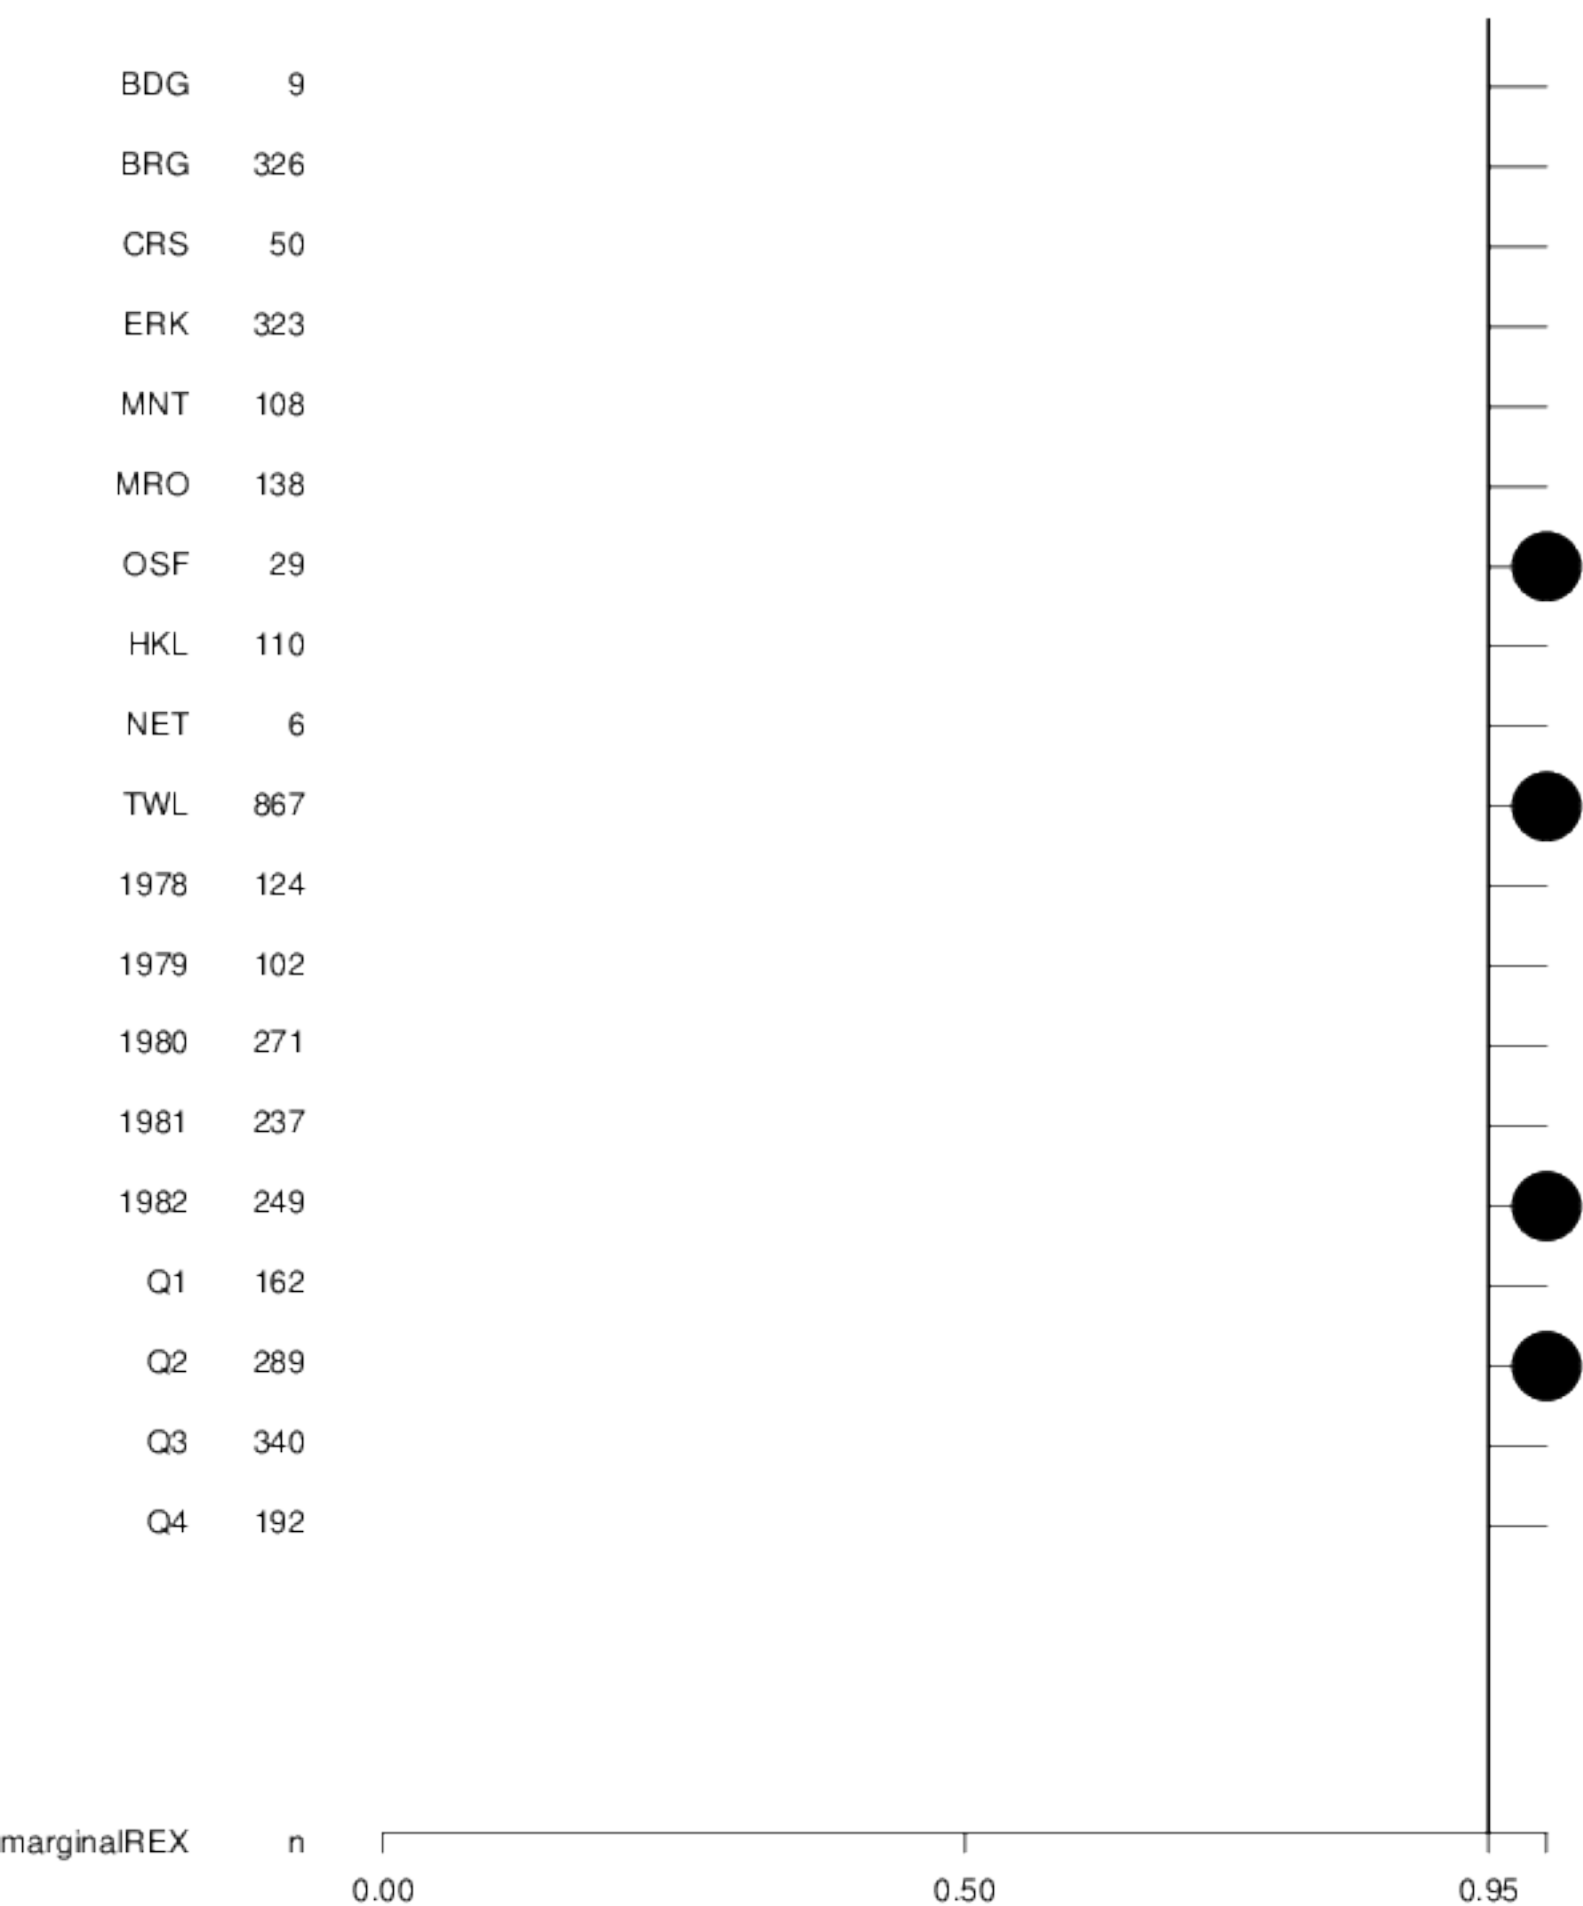 BDG 9
BRG 326
CRS 50
ERK 323
MNT 108
MRO 138
OSF 29
HKL 110
NET 6
TWL 867
1978 124
1979 102
1980 271
1981 237
1982 249
Q1 162
Q2 289
Q3 340
Q4 192
marginalREX n
0.00 0.50 0.95